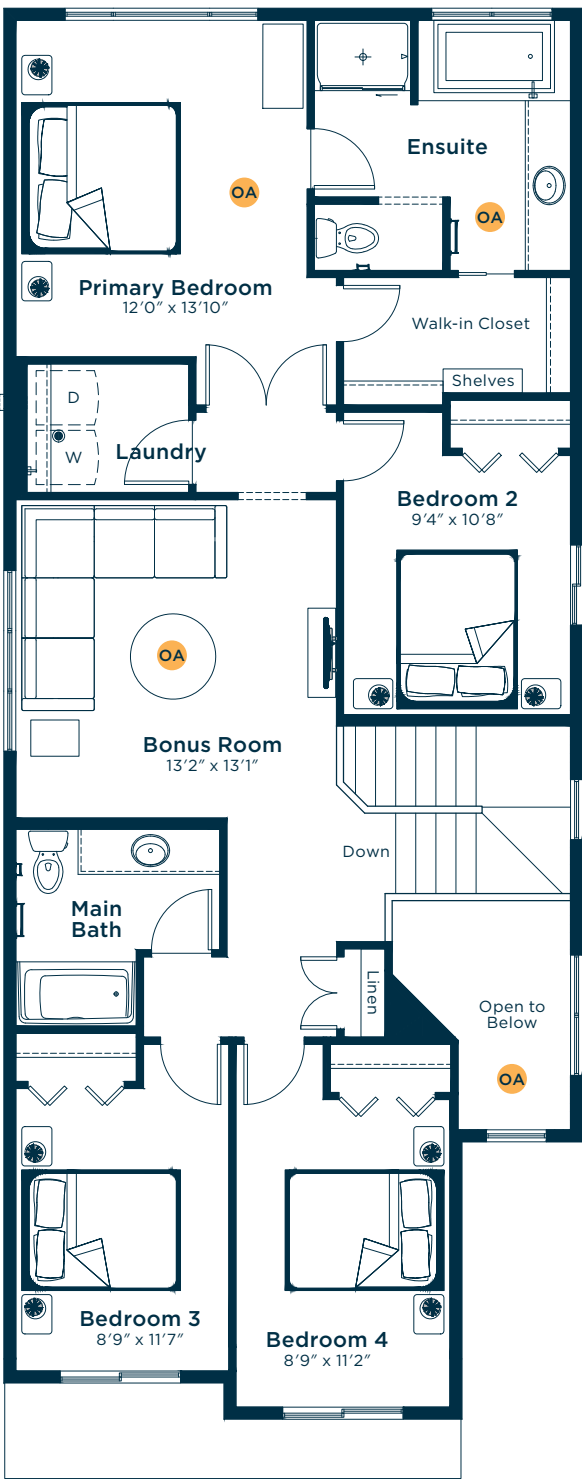 Ensuite
OA
OA
Primary Bedroom
12'0" x 13'10"
Walk-in Closet
Shelves
D
W
Laundry
Bedroom 2
9'4" x 10'8"
OA
Bonus Room
13'2" x 13'1"
Down
Main
Bath
Linen
Open to
Below
OA
Bedroom 3
8'9" x 11'7"
Bedroom 4
8'9" x 11'2"